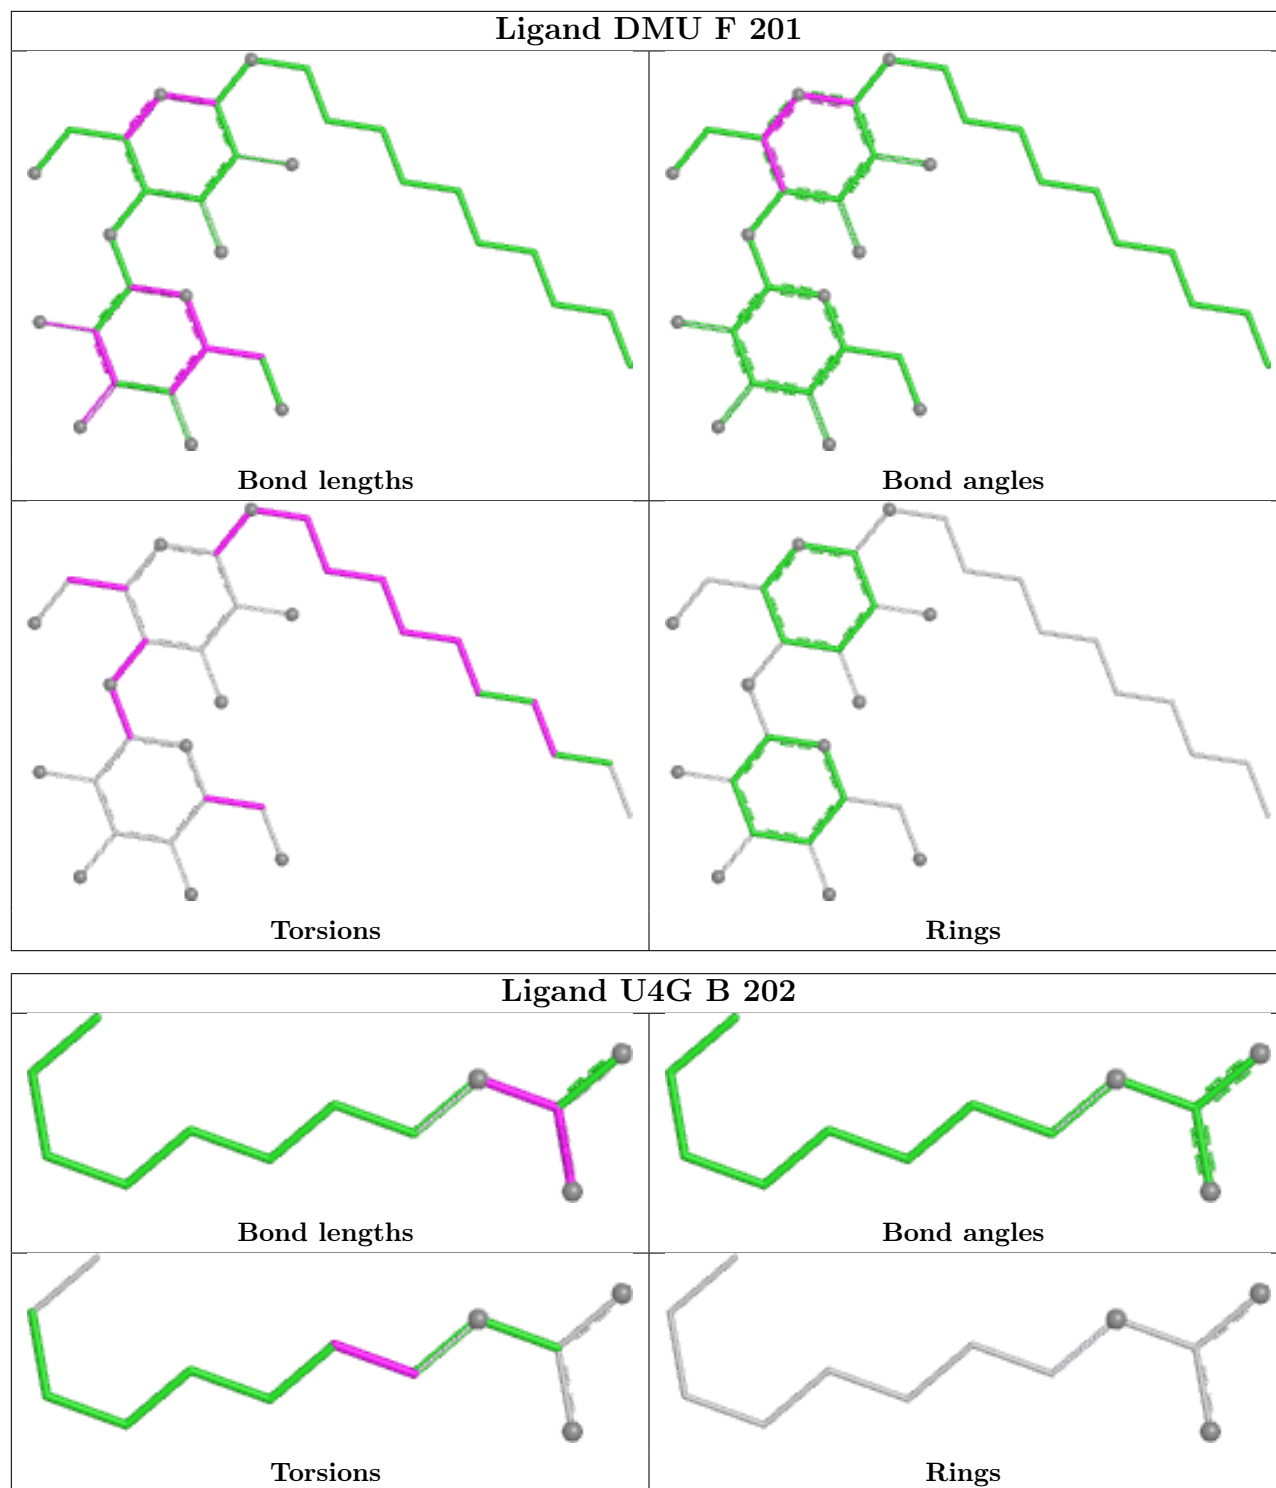 Ligand DMU F 201
Bond lengths
Bond angles
Torsions
Rings
Ligand U4G B 202
Bond lengths
Bond angles
Torsions
Rings